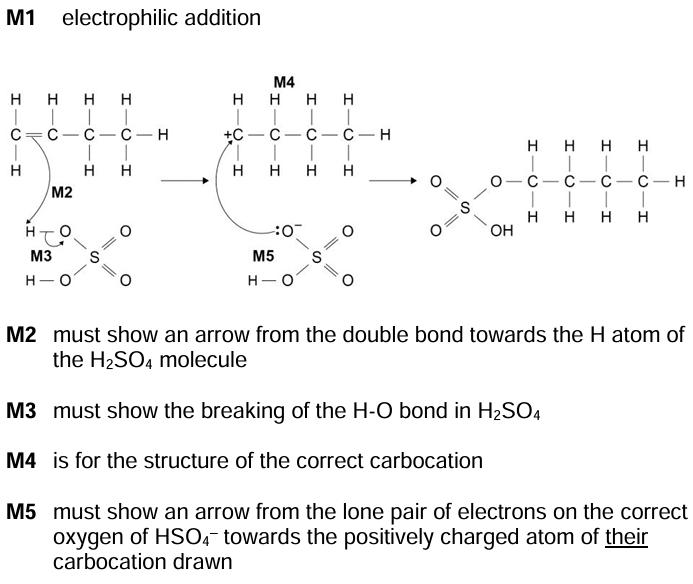 M1 electrophilic addition
M4
H H H H H H H H
C = C — C — C — H +C — C — C — C — H
H H H H H H H
H H H H
O O — C — C — C — C — H
S
O OH H H H H
M2
H — O O :O⁻ O
M3 S M5 S
H — O O H — O O
M2 must show an arrow from the double bond towards the H atom of
the H₂SO₄ molecule
M3 must show the breaking of the H-O bond in H₂SO₄
M4 is for the structure of the correct carbocation
M5 must show an arrow from the lone pair of electrons on the correct
oxygen of HSO₄⁻ towards the positively charged atom of their
carbocation drawn